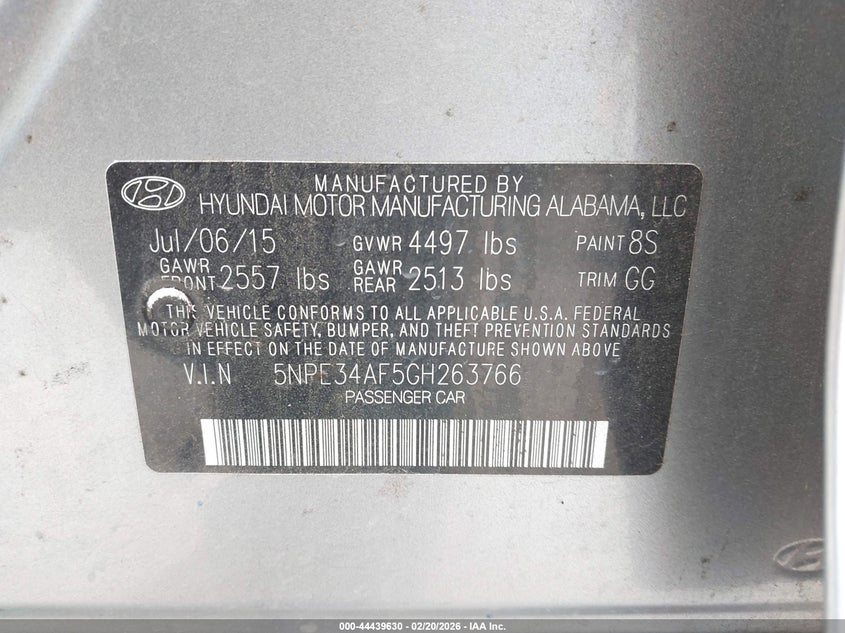 MANUFACTURED BY
HYUNDAI MOTOR MANUFACTURING ALABAMA, LLC
Jul/06/15 GVWR 4497 lbs PAINT 8S
GAWR FRONT 2557 lbs GAWR REAR 2513 lbs TRIM GG
THIS VEHICLE CONFORMS TO ALL APPLICABLE U.S.A. FEDERAL
MOTOR VEHICLE SAFETY, BUMPER, AND THEFT PREVENTION STANDARDS
IN EFFECT ON THE DATE OF MANUFACTURE SHOWN ABOVE
V.I.N 5NPE34AF5GH263766
PASSENGER CAR
000-44439630 - 02/20/2026 - IAA Inc.